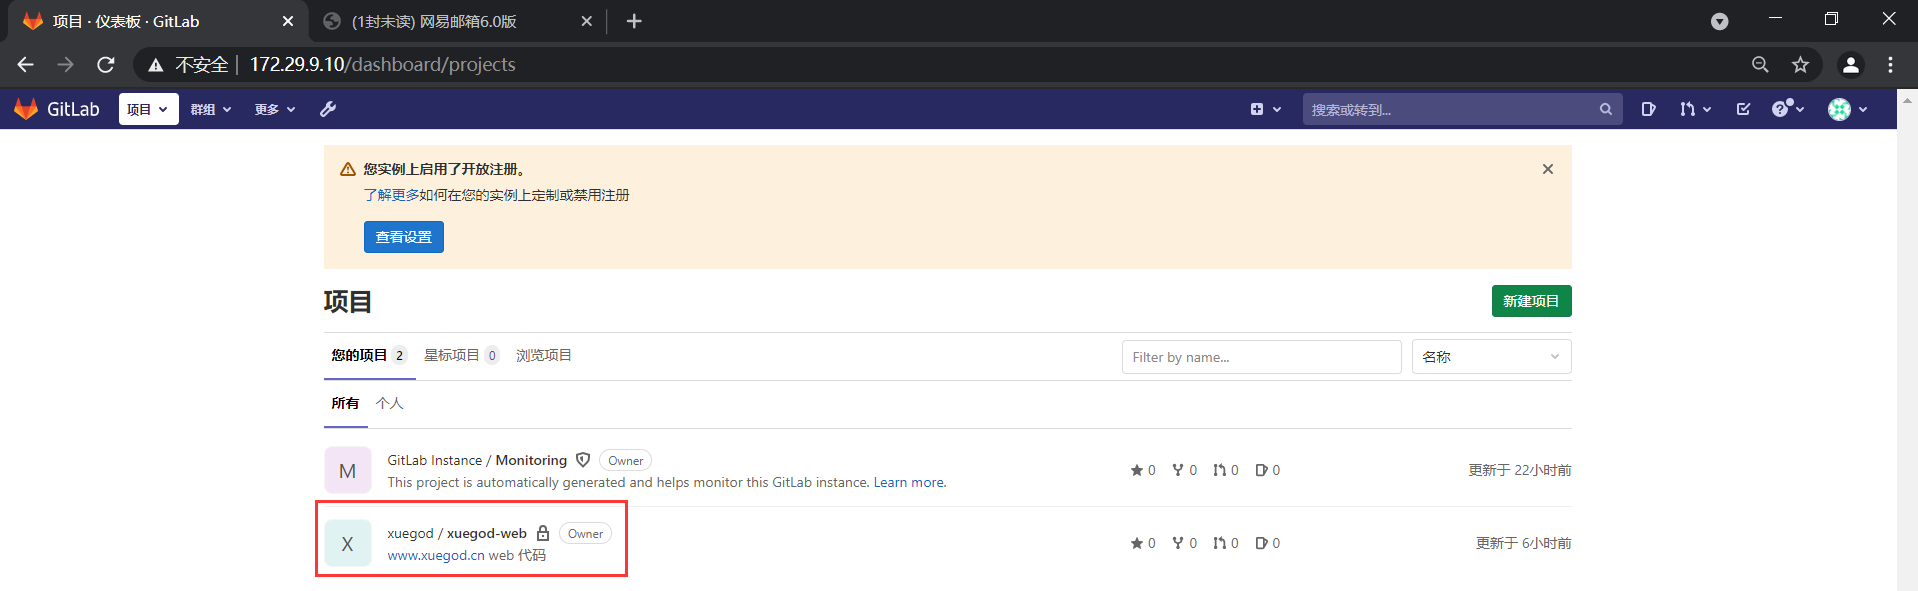 项目 · 仪表板 · GitLab
(1封未读) 网易邮箱6.0版
不安全 | 172.29.9.10/dashboard/projects
GitLab 项目 群组 更多 搜索或转到...
您实例上启用了开放注册。
了解更多如何在您的实例上定制或禁用注册
查看设置
项目 新建项目
您的项目 2 星标项目 0 浏览项目 Filter by name... 名称
所有 个人
M GitLab Instance / Monitoring Owner
This project is automatically generated and helps monitor this GitLab instance. Learn more.
0 0 0 0 更新于 22小时前
X xuegod / xuegod-web Owner
www.xuegod.cn web 代码
0 0 0 0 更新于 6小时前